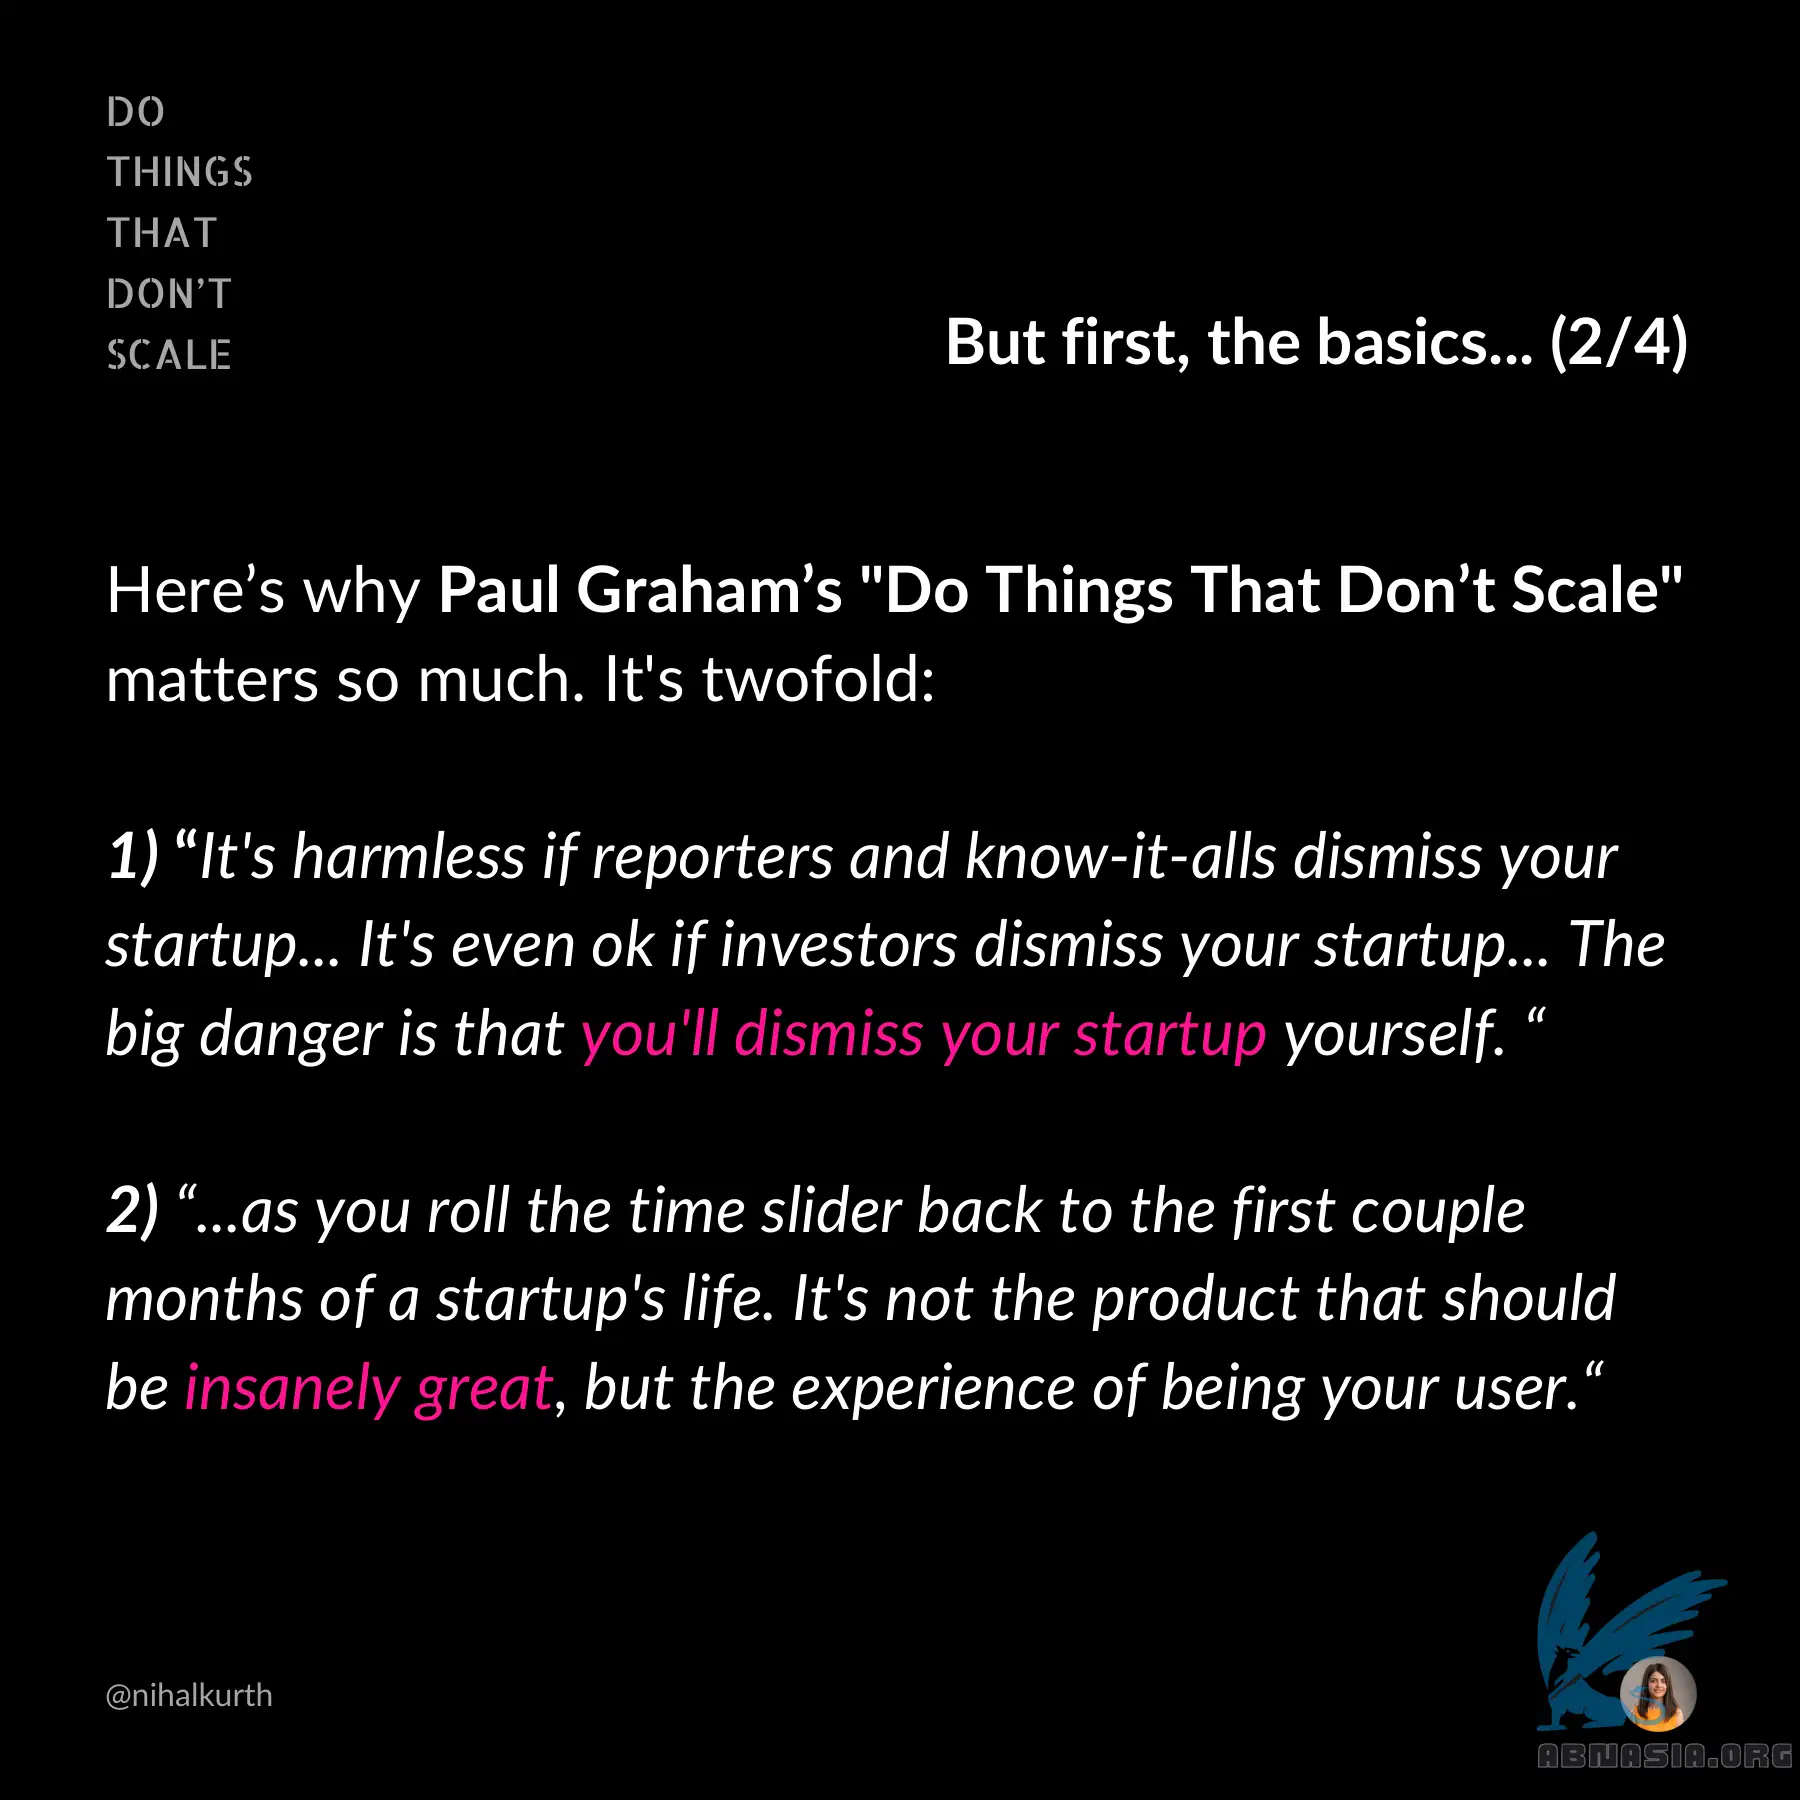 DO
THINGS
THAT
DON’T
SCALE
But first, the basics... (2/4)
Here’s why Paul Graham’s "Do Things That Don’t Scale"
matters so much. It's twofold:
1) “It's harmless if reporters and know-it-alls dismiss your
startup... It's even ok if investors dismiss your startup... The
big danger is that you'll dismiss your startup yourself. “
2) “...as you roll the time slider back to the first couple
months of a startup's life. It's not the product that should
be insanely great, but the experience of being your user.“
@nihalkurth
ABNASIA.ORG